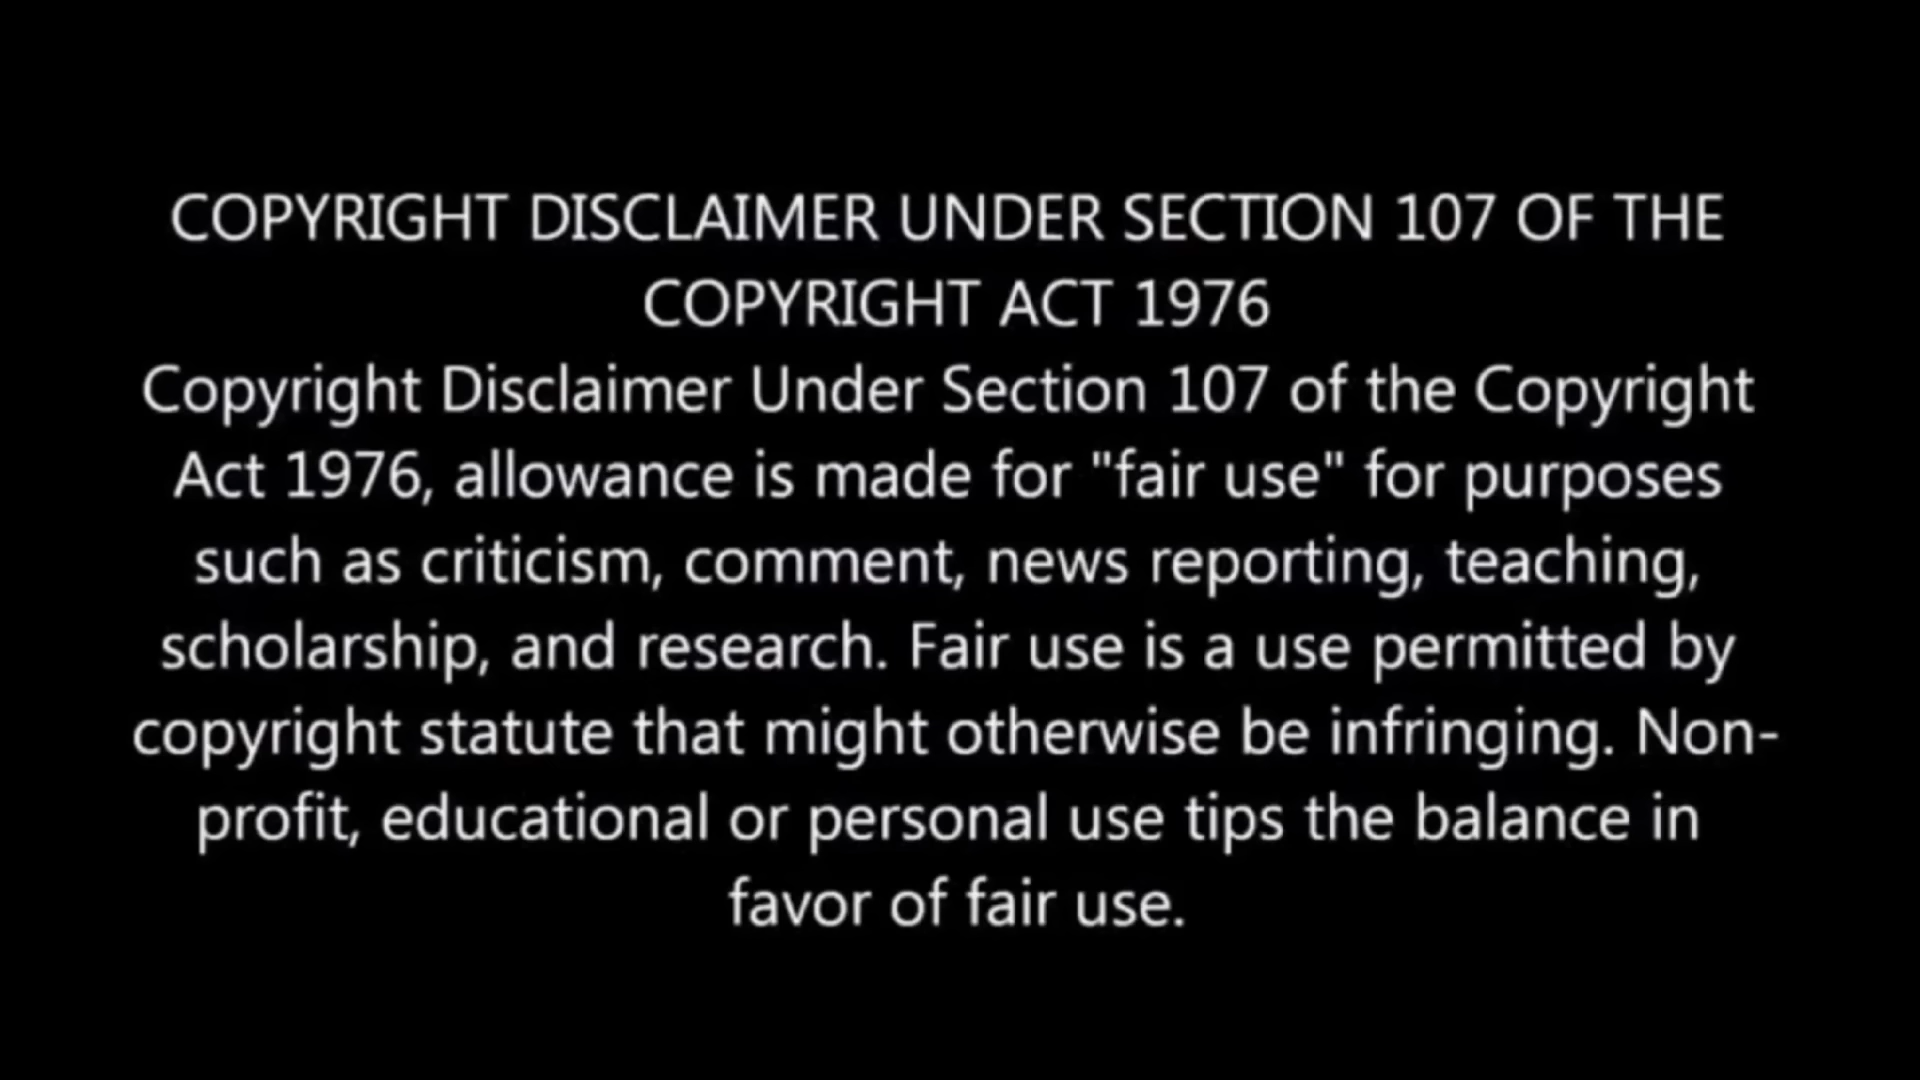 COPYRIGHT DISCLAIMER UNDER SECTION 107 OF THE
COPYRIGHT ACT 1976
Copyright Disclaimer Under Section 107 of the Copyright
Act 1976, allowance is made for "fair use" for purposes
such as criticism, comment, news reporting, teaching,
scholarship, and research. Fair use is a use permitted by
copyright statute that might otherwise be infringing. Non-
profit, educational or personal use tips the balance in
favor of fair use.